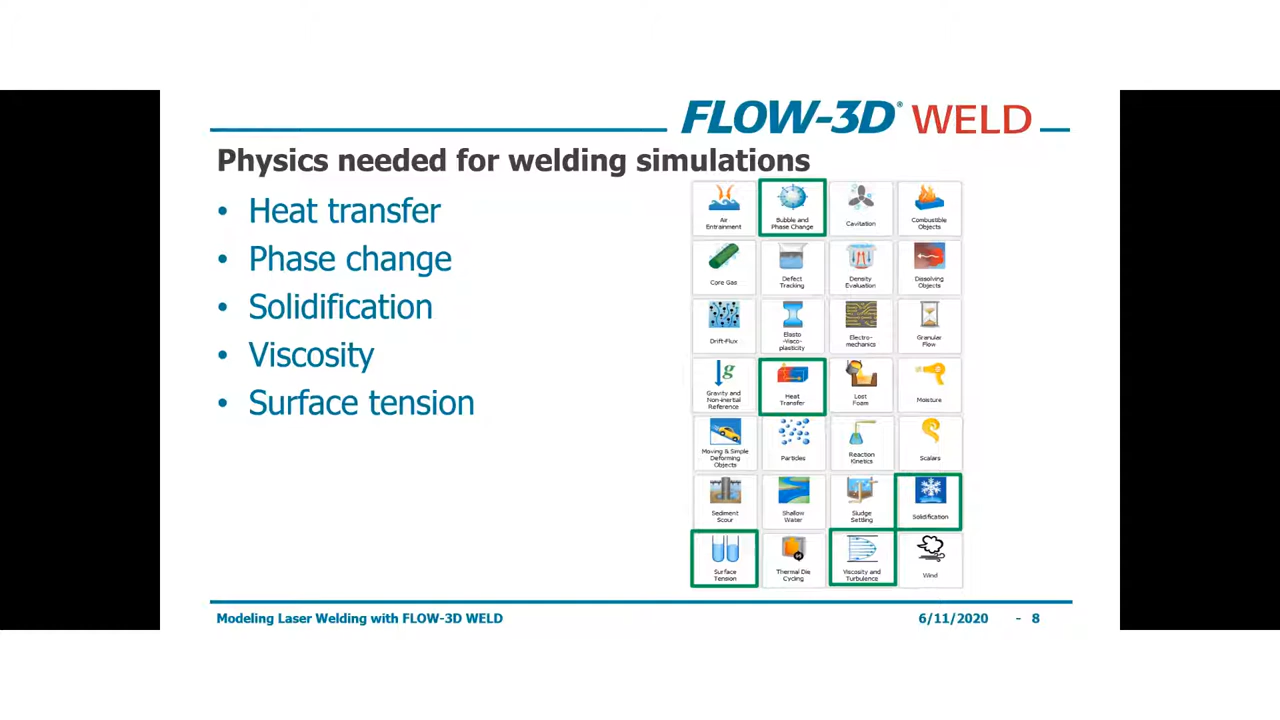 FLOW-3D® WELD
Physics needed for welding simulations
• Heat transfer
• Phase change
• Solidification
• Viscosity
• Surface tension
Air
Entrainment
Bubble and
Phase Change
Cavitation
Combustible
Objects
Core Gas
Defect
Tracking
Density
Evaluation
Dissolving
Objects
Drift-Flux
Elasto
-Visco-
plasticity
Electro-
mechanics
Granular
Flow
g
Gravity and
Non-inertial
Reference
Heat
Transfer
Lost
Foam
Moisture
Moving & Simple
Deforming
Objects
Particles
Reaction
Kinetics
Scalars
Sediment
Scour
Shallow
Water
Sludge
Settling
Solidification
Surface
Tension
Thermal Die
Cycling
Viscosity and
Turbulence
Wind
Modeling Laser Welding with FLOW-3D WELD
6/11/2020 - 8